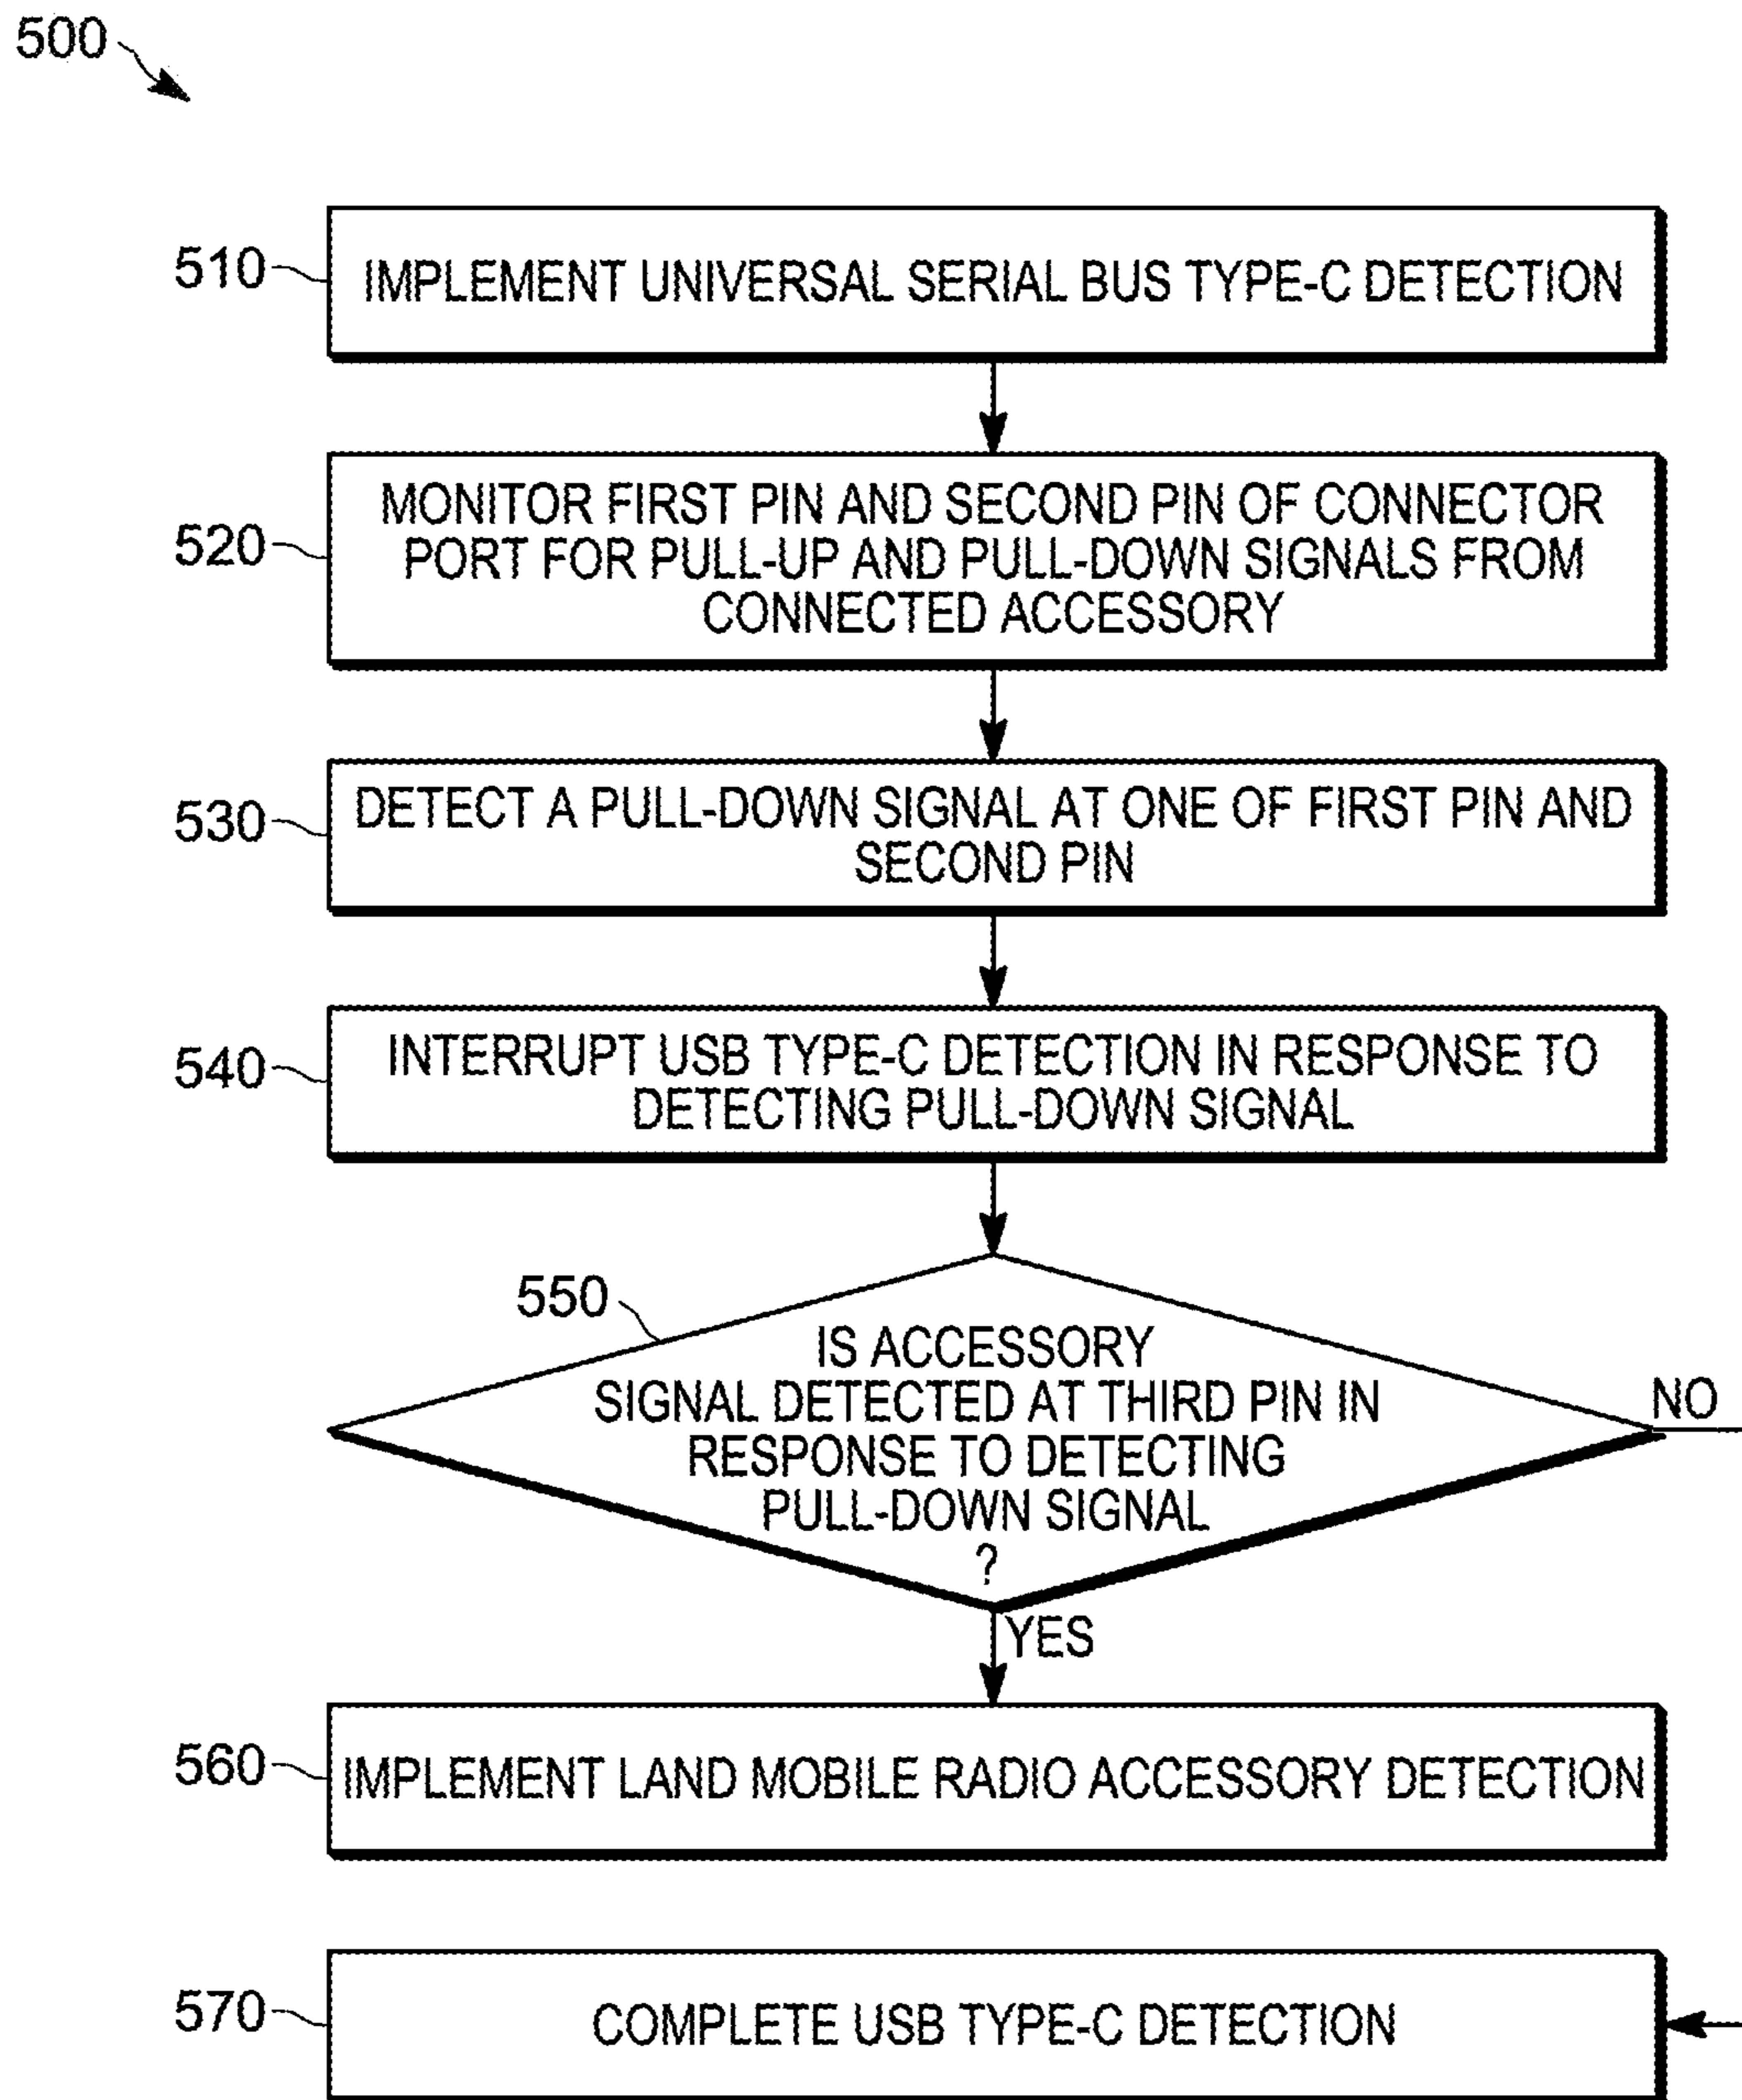 500
510
IMPLEMENT UNIVERSAL SERIAL BUS TYPE-C DETECTION
520
MONITOR FIRST PIN AND SECOND PIN OF CONNECTOR
PORT FOR PULL-UP AND PULL-DOWN SIGNALS FROM
CONNECTED ACCESSORY
530
DETECT A PULL-DOWN SIGNAL AT ONE OF FIRST PIN AND
SECOND PIN
540
INTERRUPT USB TYPE-C DETECTION IN RESPONSE TO
DETECTING PULL-DOWN SIGNAL
550
IS ACCESSORY
SIGNAL DETECTED AT THIRD PIN IN
RESPONSE TO DETECTING
PULL-DOWN SIGNAL
?
NO
YES
560
IMPLEMENT LAND MOBILE RADIO ACCESSORY DETECTION
570
COMPLETE USB TYPE-C DETECTION